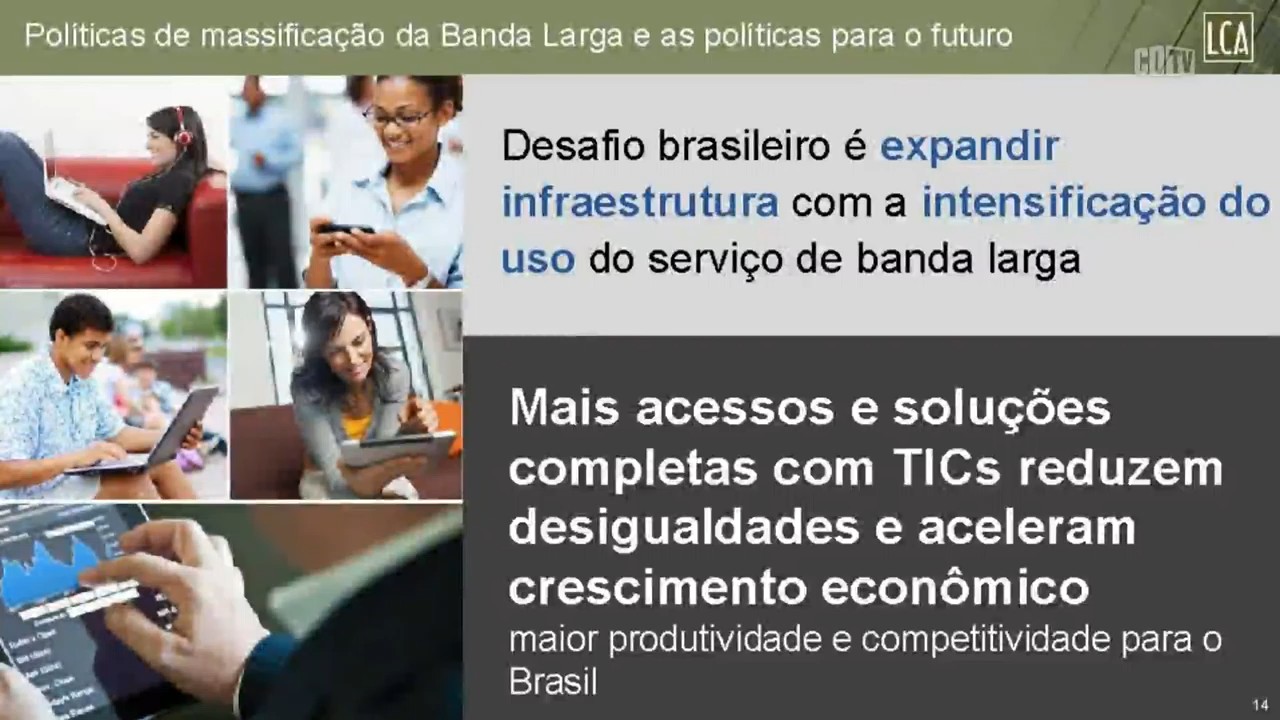 Políticas de massificação da Banda Larga e as políticas para o futuro
LCA
CDTV
Desafio brasileiro é expandir
infraestrutura com a intensificação do
uso do serviço de banda larga
Mais acessos e soluções
completas com TICs reduzem
desigualdades e aceleram
crescimento econômico
maior produtividade e competitividade para o
Brasil
14